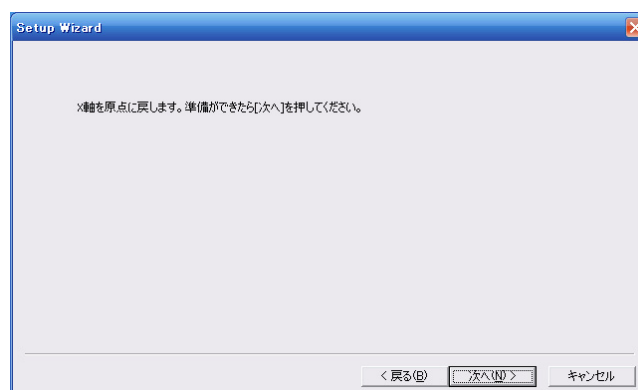 Setup Wizard
X軸を原点に戻します。準備ができたら[次へ]を押してください。
< 戻る(B)
次へ(N) >
キャンセル